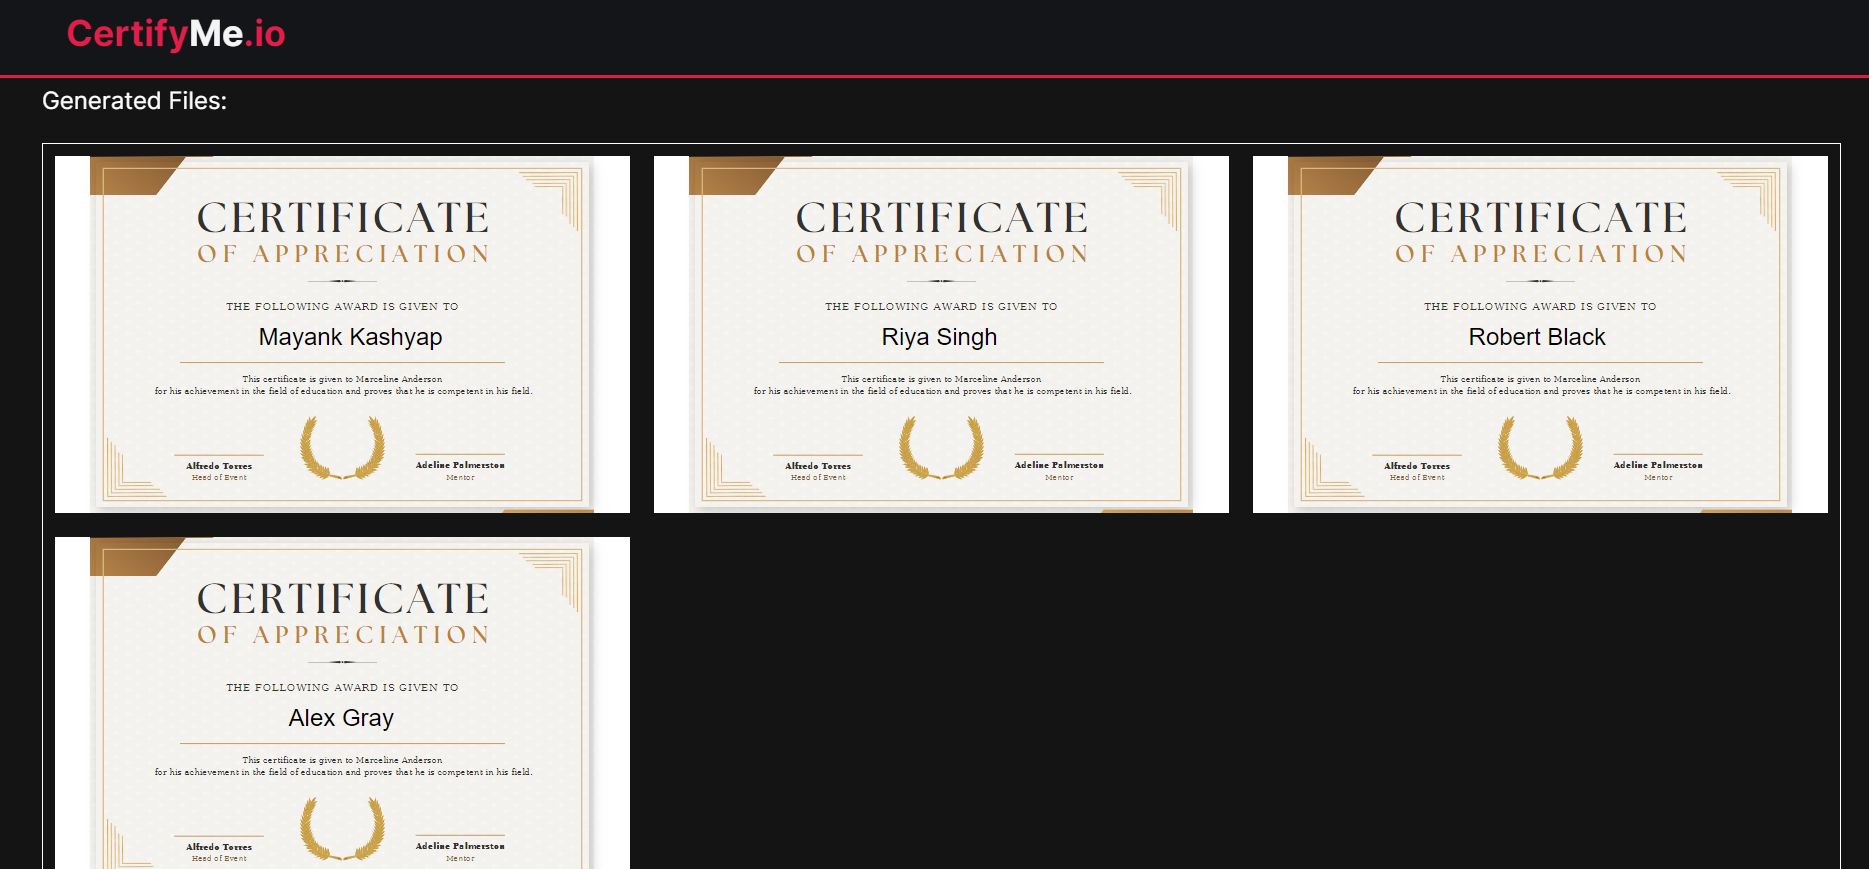 CertifyMe.io
Generated Files:
CERTIFICATE
OF APPRECIATION
THE FOLLOWING AWARD IS GIVEN TO
Mayank Kashyap
This certificate is given to Marceline Anderson
for his achievement in the field of education and proves that he is competent in his field.
Alfredo Torres
Head of Event
Adeline Palmerston
Mentor
CERTIFICATE
OF APPRECIATION
THE FOLLOWING AWARD IS GIVEN TO
Riya Singh
This certificate is given to Marceline Anderson
for his achievement in the field of education and proves that he is competent in his field.
Alfredo Torres
Head of Event
Adeline Palmerston
Mentor
CERTIFICATE
OF APPRECIATION
THE FOLLOWING AWARD IS GIVEN TO
Robert Black
This certificate is given to Marceline Anderson
for his achievement in the field of education and proves that he is competent in his field.
Alfredo Torres
Head of Event
Adeline Palmerston
Mentor
CERTIFICATE
OF APPRECIATION
THE FOLLOWING AWARD IS GIVEN TO
Alex Gray
This certificate is given to Marceline Anderson
for his achievement in the field of education and proves that he is competent in his field.
Alfredo Torres
Head of Event
Adeline Palmerston
Mentor